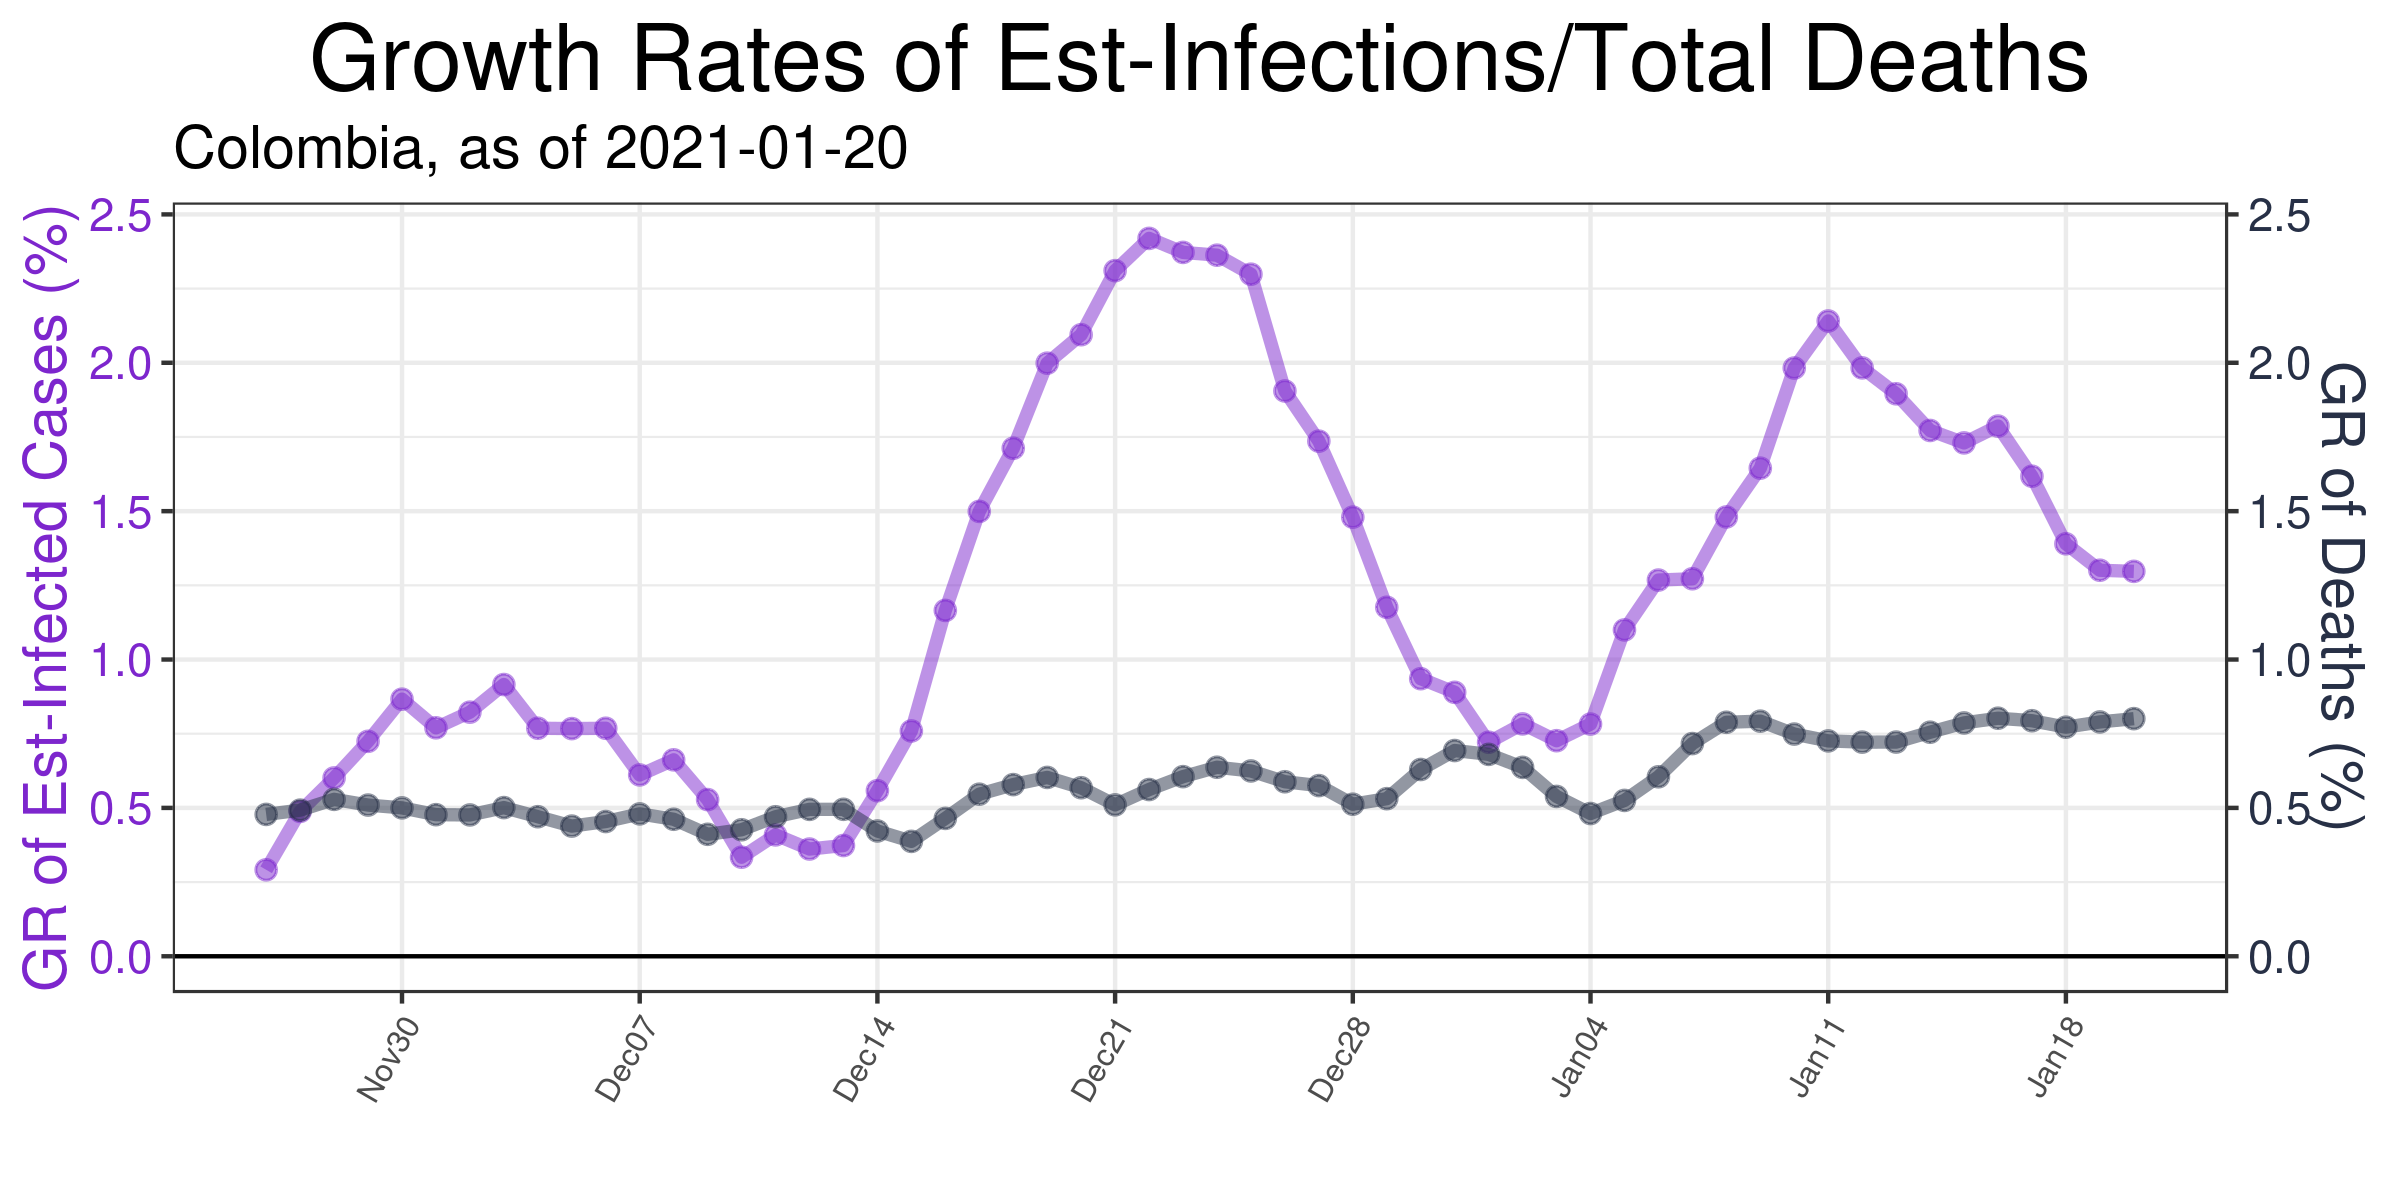 Growth Rates of Est-Infections/Total Deaths
Colombia, as of 2021-01-20
GR of Est-Infected Cases (%)
2.5
2.0
1.5
1.0
0.5
0.0
2.5
2.0
1.5
1.0
0.5
0.0
GR of Deaths (%)
Nov30
Dec07
Dec14
Dec21
Dec28
Jan04
Jan11
Jan18